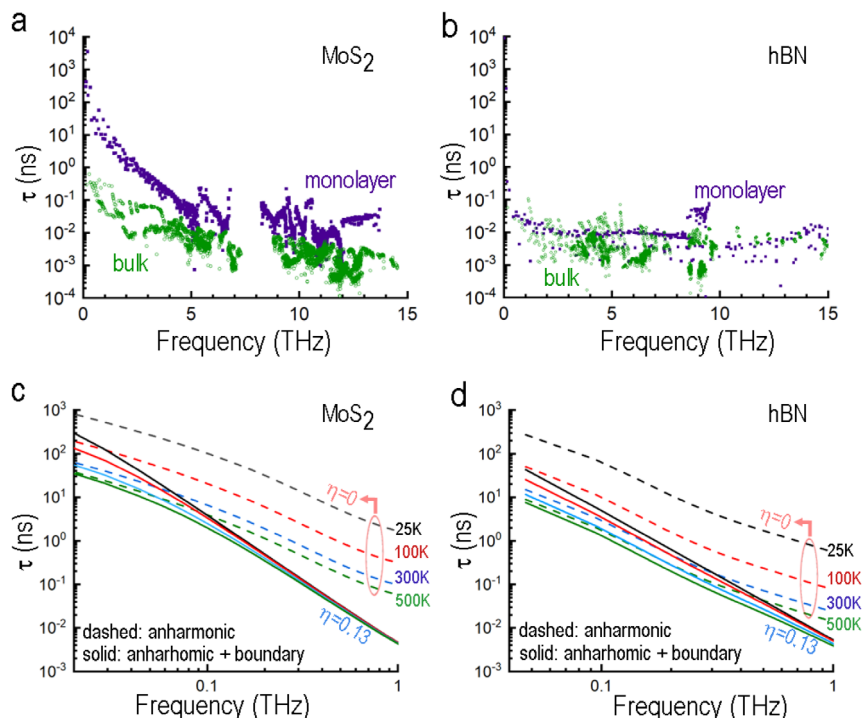 a
MoS2
10^4
10^3
10^2
10^1
10^0
10^-1
10^-2
10^-3
10^-4
τ (ns)
monolayer
bulk
0
5
10
15
Frequency (THz)
b
hBN
10^4
10^3
10^2
10^1
10^0
10^-1
10^-2
10^-3
10^-4
τ (ns)
monolayer
bulk
0
5
10
15
Frequency (THz)
c
MoS2
10^3
10^2
10^1
10^0
10^-1
10^-2
10^-3
τ (ns)
η=0
25K
100K
300K
500K
η=0.13
dashed: anharmonic
solid: anharhomic + boundary
0.1
1
Frequency (THz)
d
hBN
10^3
10^2
10^1
10^0
10^-1
10^-2
10^-3
τ (ns)
η=0
25K
100K
300K
500K
η=0.13
dashed: anharmonic
solid: anharmonic + boundary
0.1
1
Frequency (THz)